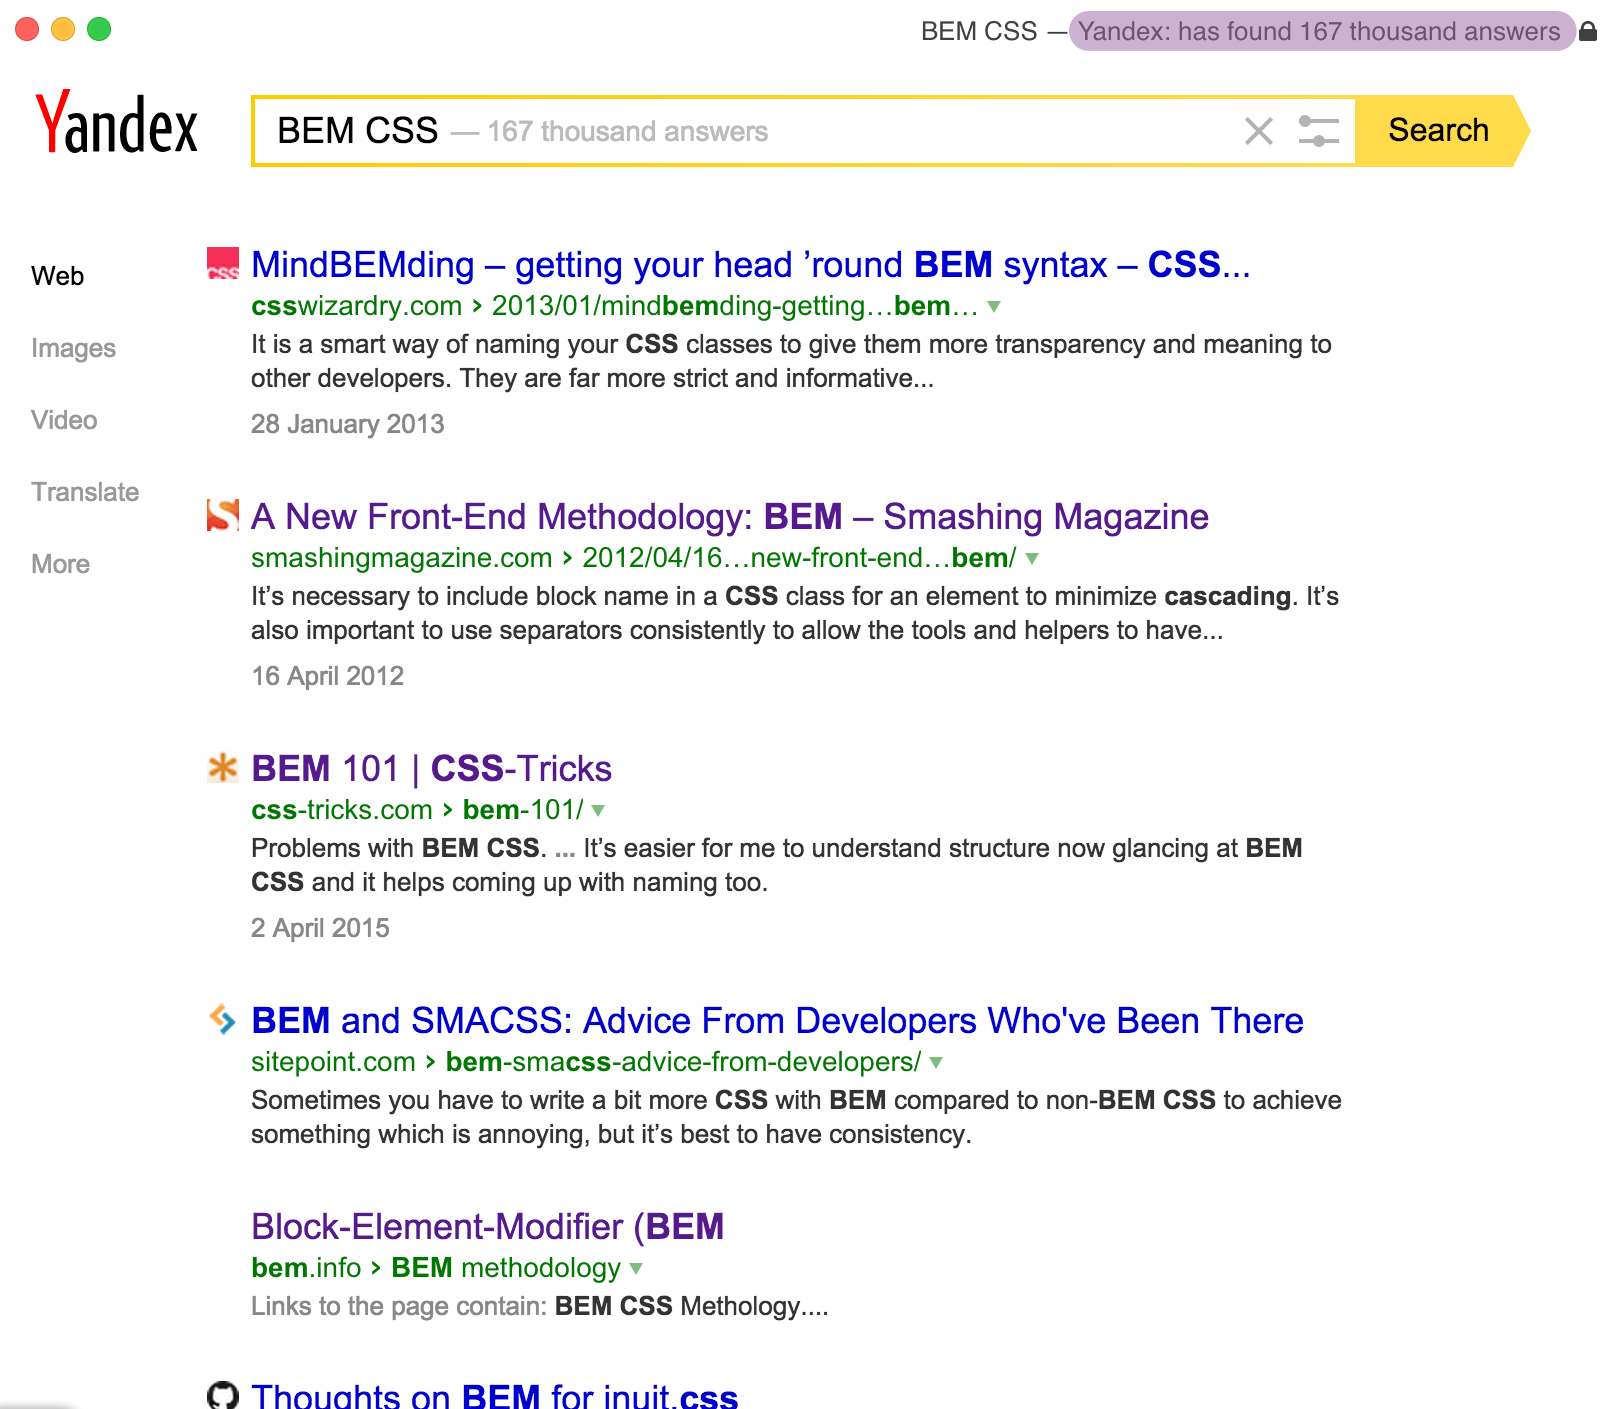 BEM CSS — Yandex: has found 167 thousand answers
Yandex
BEM CSS — 167 thousand answers
Search
Web
Images
Video
Translate
More
CSS
MindBEMding – getting your head ’round BEM syntax – CSS...
csswizardry.com › 2013/01/mindbemding-getting…bem…
It is a smart way of naming your CSS classes to give them more transparency and meaning to
other developers. They are far more strict and informative...
28 January 2013
A New Front-End Methodology: BEM – Smashing Magazine
smashingmagazine.com › 2012/04/16…new-front-end…bem/
It’s necessary to include block name in a CSS class for an element to minimize cascading. It’s
also important to use separators consistently to allow the tools and helpers to have...
16 April 2012
BEM 101 | CSS-Tricks
css-tricks.com › bem-101/
Problems with BEM CSS. ... It’s easier for me to understand structure now glancing at BEM
CSS and it helps coming up with naming too.
2 April 2015
BEM and SMACSS: Advice From Developers Who've Been There
sitepoint.com › bem-smacss-advice-from-developers/
Sometimes you have to write a bit more CSS with BEM compared to non-BEM CSS to achieve
something which is annoying, but it’s best to have consistency.
Block-Element-Modifier (BEM
bem.info › BEM methodology
Links to the page contain: BEM CSS Methology....
Thoughts on BEM for inuit.css